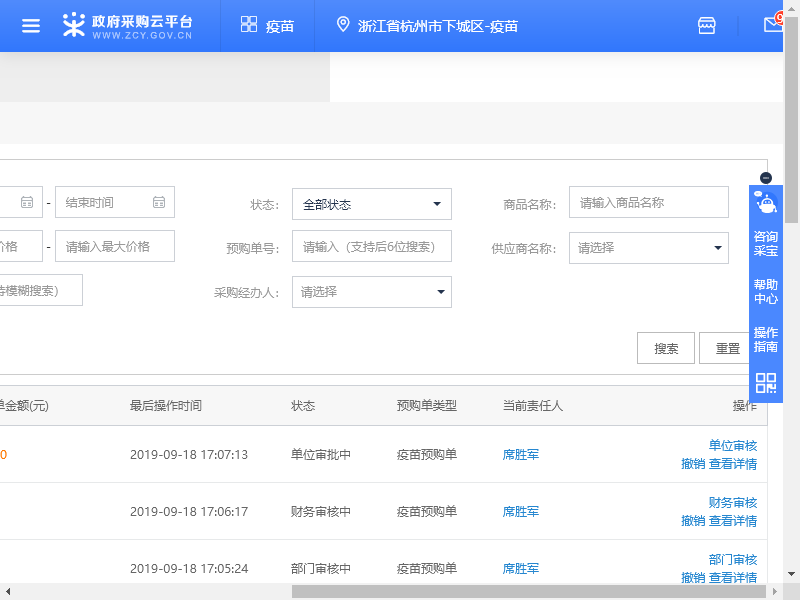 政府采购云平台
WWW.ZCY.GOV.CN
疫苗
浙江省杭州市下城区-疫苗
- 结束时间
状态: 全部状态
商品名称: 请输入商品名称
价格 - 请输入最大价格
预购单号: 请输入（支持后6位搜索）
供应商名称: 请选择
持模糊搜索）
采购经办人: 请选择
搜索 重置
咨询
采宝
帮助
中心
操作
指南
单金额(元) 最后操作时间 状态 预购单类型 当前责任人 操作
0 2019-09-18 17:07:13 单位审批中 疫苗预购单 席胜军 单位审核
撤销 查看详情
2019-09-18 17:06:17 财务审核中 疫苗预购单 席胜军 财务审核
撤销 查看详情
2019-09-18 17:05:24 部门审核中 疫苗预购单 席胜军 部门审核
撤销 查看详情